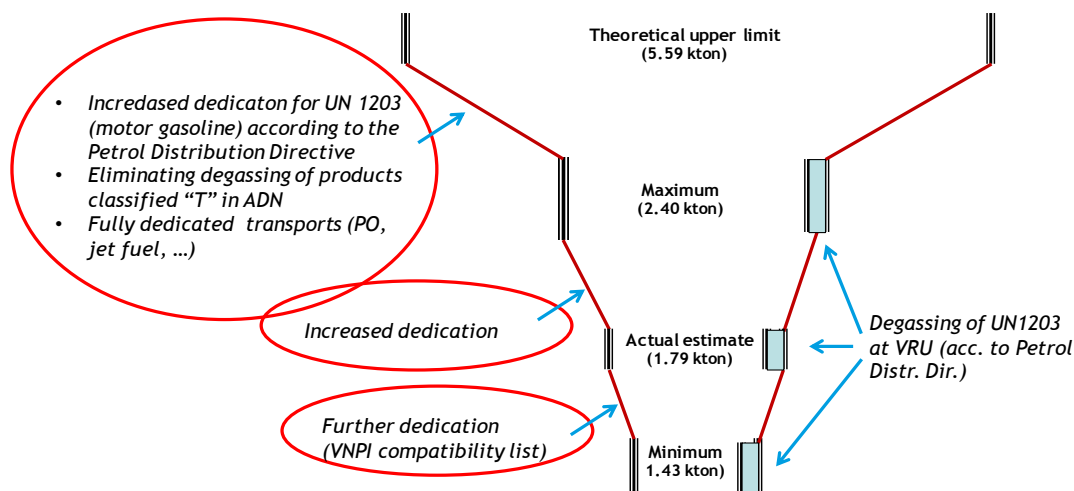 Theoretical upper limit
(5.59 kton)
• Incredased dedicaton for UN 1203
(motor gasoline) according to the
Petrol Distribution Directive
• Eliminating degassing of products
classified “T” in ADN
• Fully dedicated transports (PO,
jet fuel, …)
Maximum
(2.40 kton)
Increased dedication
Actual estimate
(1.79 kton)
Degassing of UN1203
at VRU (acc. to Petrol
Distr. Dir.)
Further dedication
(VNPI compatibility list)
Minimum
1.43 kton)